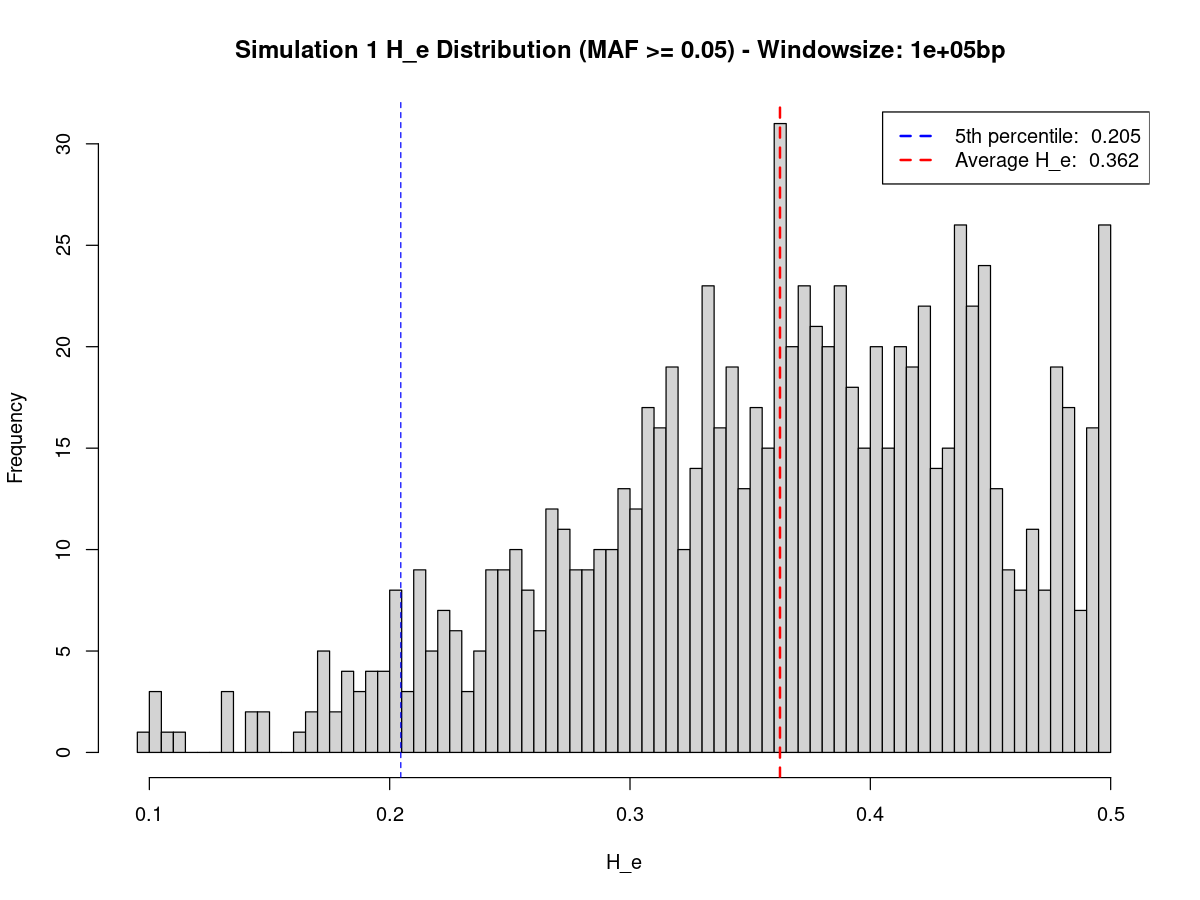 Simulation 1 H_e Distribution (MAF >= 0.05) - Windowsize: 1e+05bp
5th percentile:  0.205
Average H_e:  0.362
Frequency
30
25
20
15
10
5
0
0.1 0.2 0.3 0.4 0.5
H_e